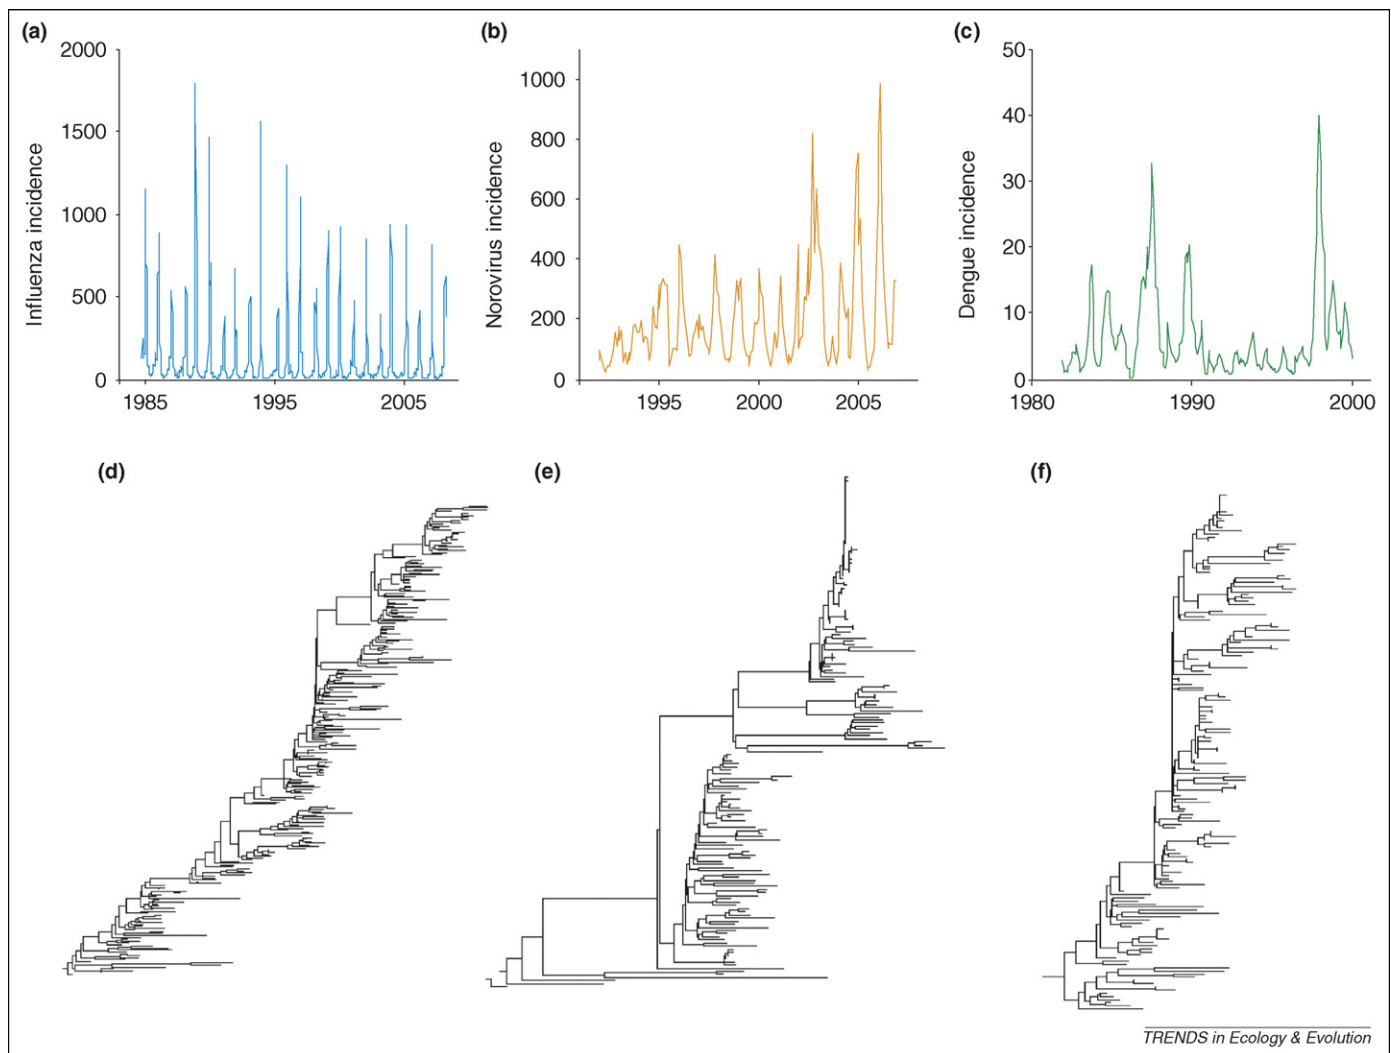 (a)
2000
1500
1000
500
0
1985 1995 2005
Influenza incidence
(b)
1000
800
600
400
200
0
1995 2000 2005
Norovirus incidence
(c)
50
40
30
20
10
0
1980 1990 2000
Dengue incidence
(d)
(e)
(f)
TRENDS in Ecology & Evolution